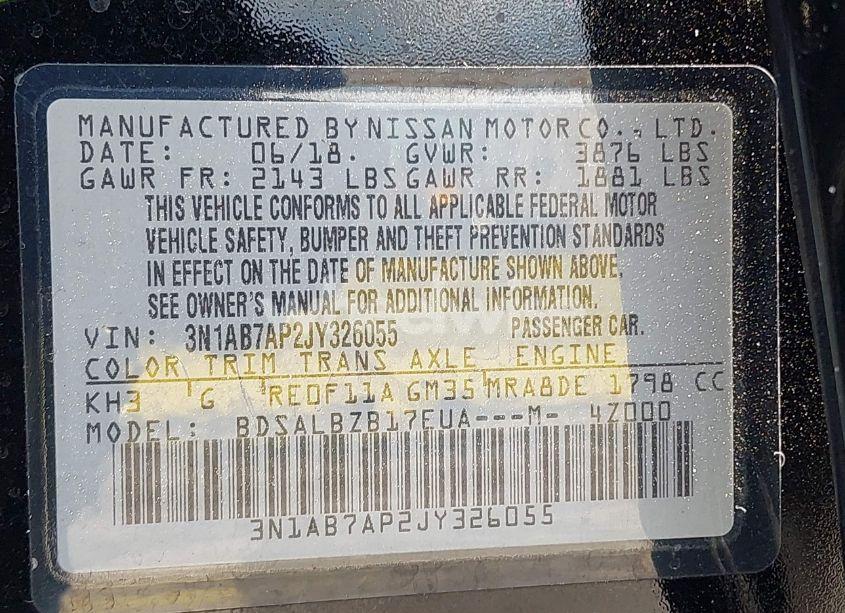 MANUFACTURED BY NISSAN MOTOR CO., LTD.
DATE: 06/18. GVWR: 3876 LBS
GAWR FR: 2143 LBS GAWR RR: 1881 LBS
THIS VEHICLE CONFORMS TO ALL APPLICABLE FEDERAL MOTOR
VEHICLE SAFETY, BUMPER AND THEFT PREVENTION STANDARDS
IN EFFECT ON THE DATE OF MANUFACTURE SHOWN ABOVE.
SEE OWNER'S MANUAL FOR ADDITIONAL INFORMATION.
VIN: 3N1AB7AP2JY326055 PASSENGER CAR.
COLOR TRIM TRANS AXLE ENGINE
KH3 G RE0F11A GM35 MRA8DE 1798 CC
MODEL: BDSALBZB17EUA---M- 4Z000
3N1AB7AP2JY326055